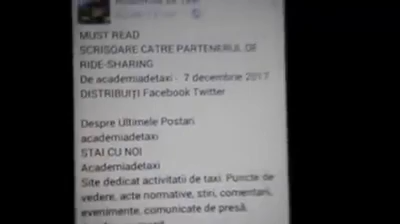 MUST READ
SCRISOARE CATRE PARTENERUL DE
RIDE-SHARING
De academiadetaxi - 7 decembrie 2017
DISTRIBUIȚI Facebook Twitter
Despre Ultimele Postari
academiadetaxi
STAI CU NOI
Academiadetaxi
Site dedicat activitatii de taxi. Puncte de
vedere, acte normative, stiri, comentarii,
evenimente, comunicate de presă,